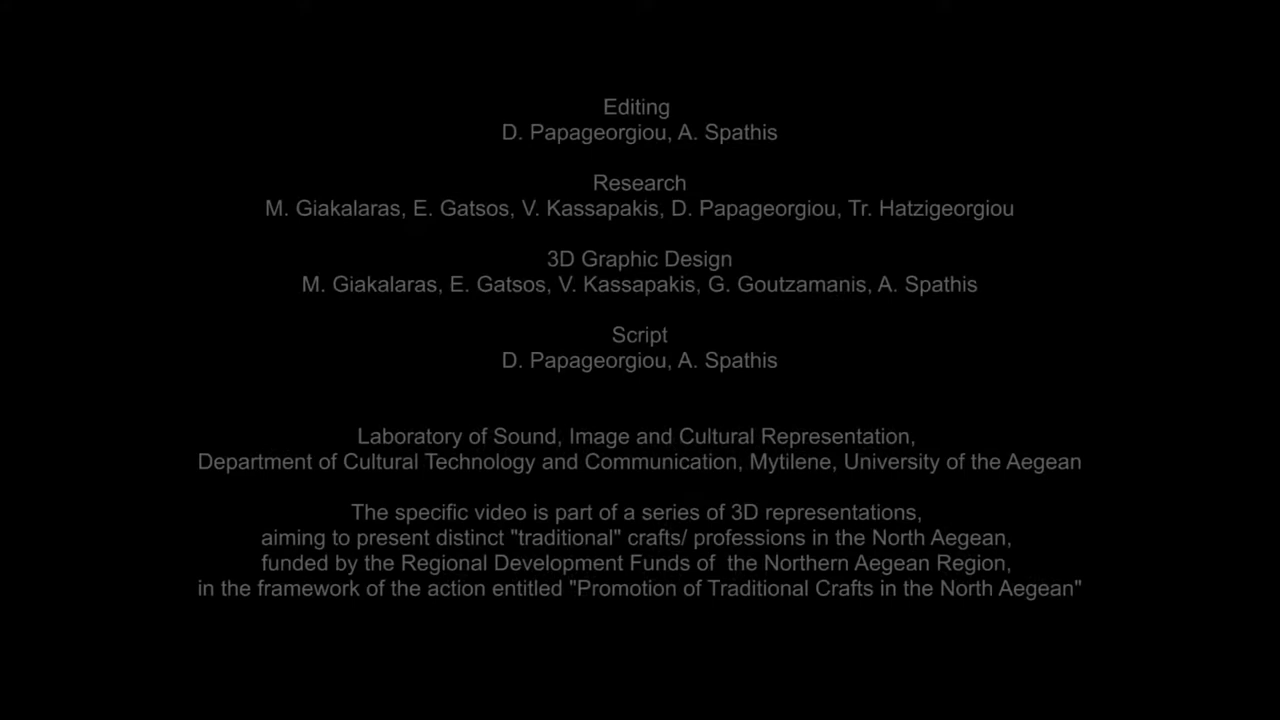 Editing
D. Papageorgiou, A. Spathis
Research
M. Giakalaras, E. Gatsos, V. Kassapakis, D. Papageorgiou, Tr. Hatzigeorgiou
3D Graphic Design
M. Giakalaras, E. Gatsos, V. Kassapakis, G. Goutzamanis, A. Spathis
Script
D. Papageorgiou, A. Spathis
Laboratory of Sound, Image and Cultural Representation,
Department of Cultural Technology and Communication, Mytilene, University of the Aegean
The specific video is part of a series of 3D representations,
aiming to present distinct "traditional" crafts/ professions in the North Aegean,
funded by the Regional Development Funds of  the Northern Aegean Region,
in the framework of the action entitled "Promotion of Traditional Crafts in the North Aegean"